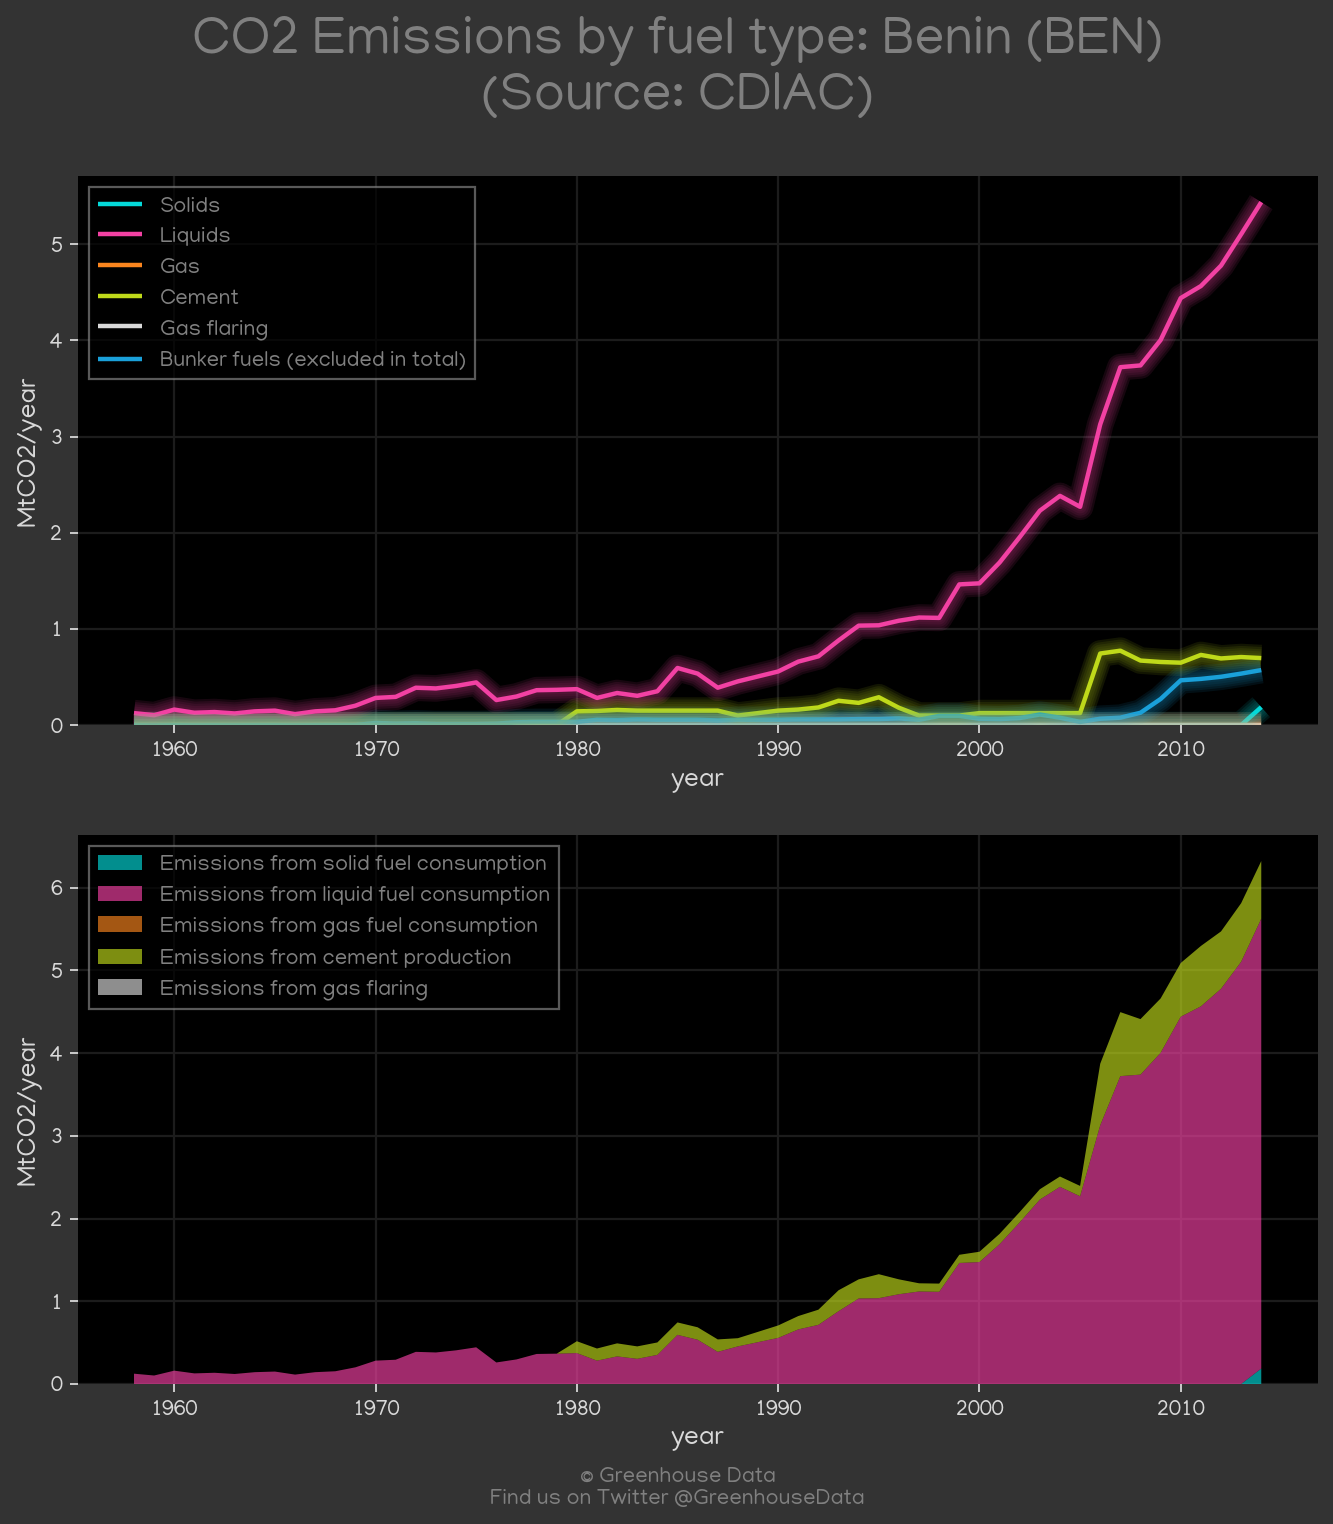 CO2 Emissions by fuel type: Benin (BEN)
(Source: CDIAC)
Solids
Liquids
Gas
Cement
Gas flaring
Bunker fuels (excluded in total)
MtCO2/year
5
4
3
2
1
0
1960 1970 1980 1990 2000 2010
year
Emissions from solid fuel consumption
Emissions from liquid fuel consumption
Emissions from gas fuel consumption
Emissions from cement production
Emissions from gas flaring
MtCO2/year
6
5
4
3
2
1
0
1960 1970 1980 1990 2000 2010
year
© Greenhouse Data
Find us on Twitter @GreenhouseData